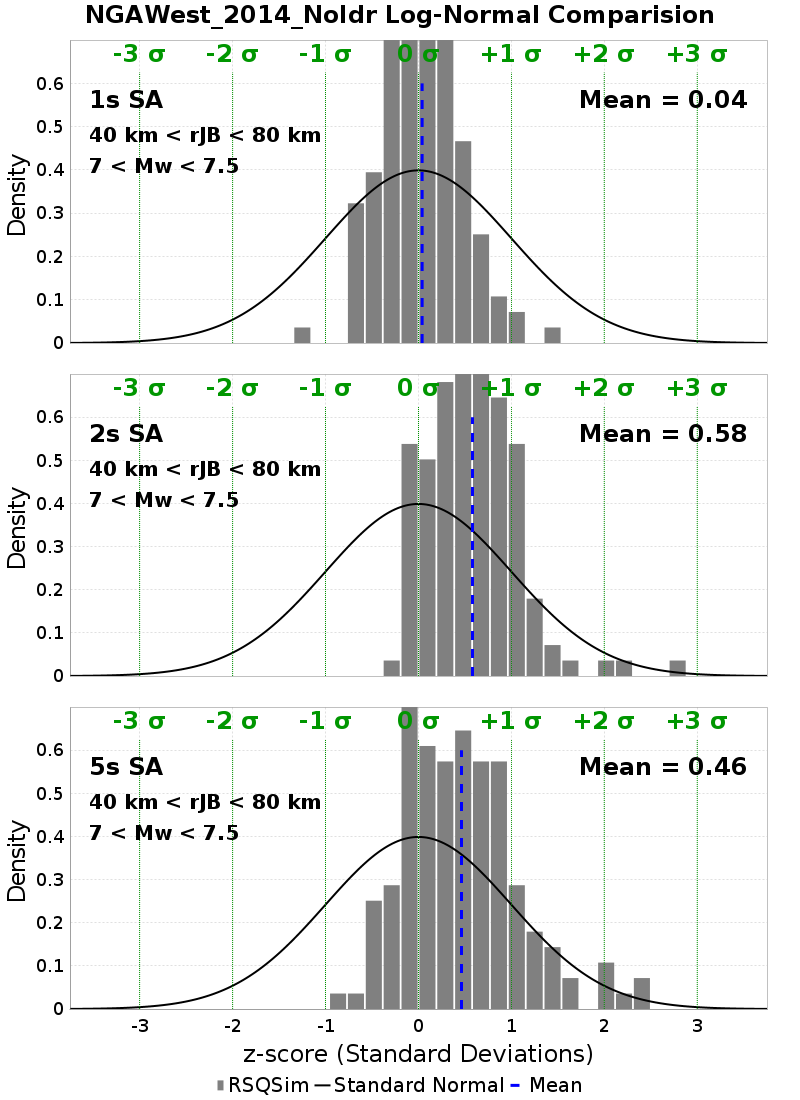 NGAWest_2014_NoIdr Log-Normal Comparision
-3 σ -2 σ -1 σ 0 σ +1 σ +2 σ +3 σ
0.6
1s SA Mean = 0.04
0.5
40 km < rJB < 80 km
0.4
7 < Mw < 7.5
0.3
0.2
0.1
0
Density
-3 σ -2 σ -1 σ 0 σ +1 σ +2 σ +3 σ
0.6
2s SA Mean = 0.58
0.5
40 km < rJB < 80 km
0.4
7 < Mw < 7.5
0.3
0.2
0.1
0
Density
-3 σ -2 σ -1 σ 0 σ +1 σ +2 σ +3 σ
0.6
5s SA Mean = 0.46
0.5
40 km < rJB < 80 km
0.4
7 < Mw < 7.5
0.3
0.2
0.1
0
Density
-3 -2 -1 0 1 2 3
z-score (Standard Deviations)
RSQSim Standard Normal Mean